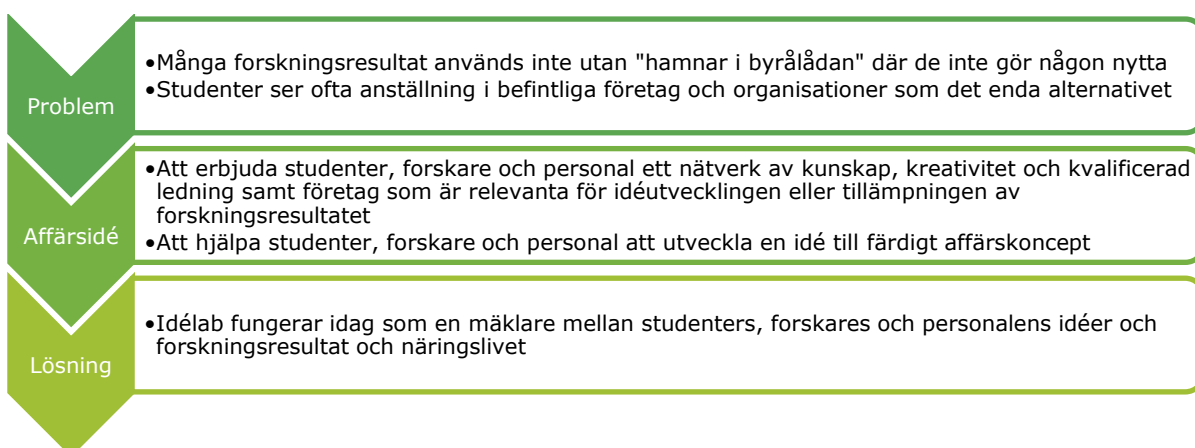 Problem
•Många forskningsresultat används inte utan "hamnar i byrålådan" där de inte gör någon nytta
•Studenter ser ofta anställning i befintliga företag och organisationer som det enda alternativet
Affärsidé
•Att erbjuda studenter, forskare och personal ett nätverk av kunskap, kreativitet och kvalificerad
ledning samt företag som är relevanta för idéutvecklingen eller tillämpningen av
forskningsresultatet
•Att hjälpa studenter, forskare och personal att utveckla en idé till färdigt affärskoncept
Lösning
•Idélab fungerar idag som en mäklare mellan studenters, forskares och personalens idéer och
forskningsresultat och näringslivet